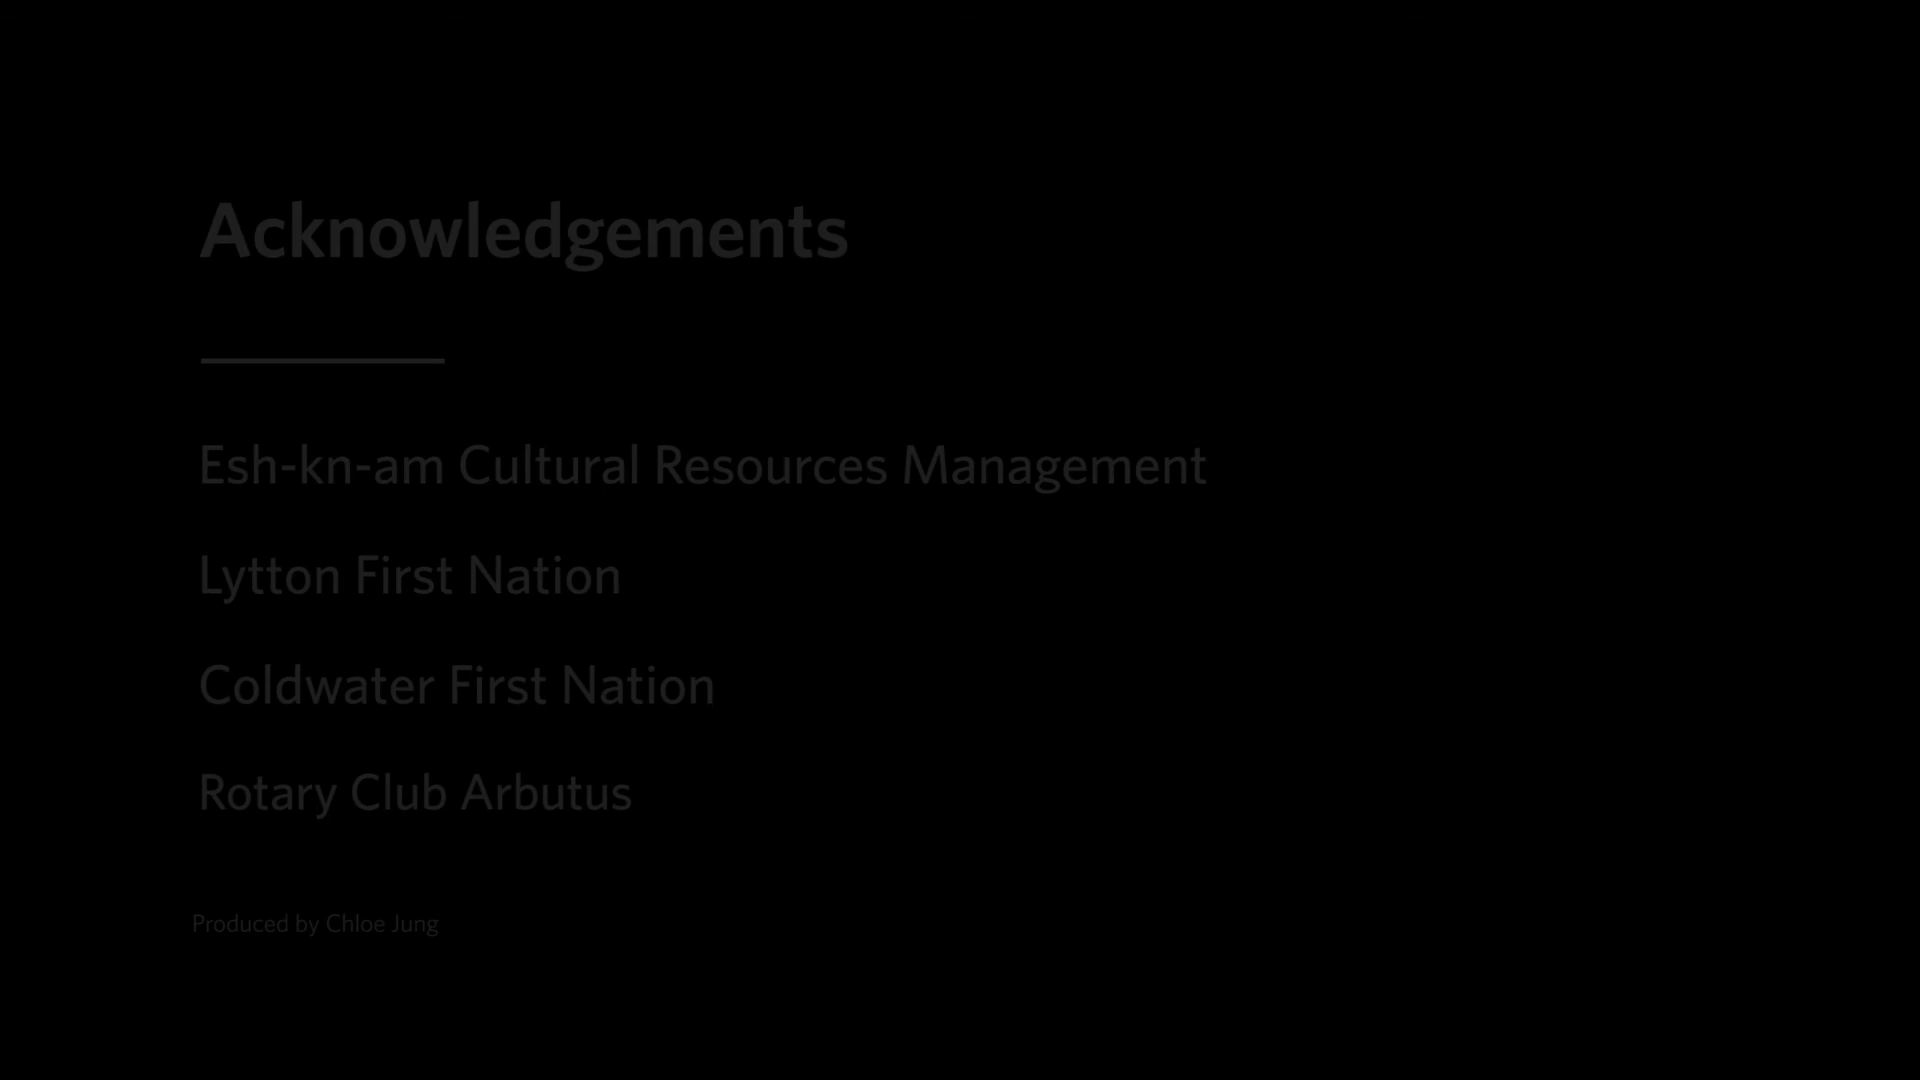 Acknowledgements
Esh-kn-am Cultural Resources Management
Lytton First Nation
Coldwater First Nation
Rotary Club Arbutus
Produced by Chloe Jung